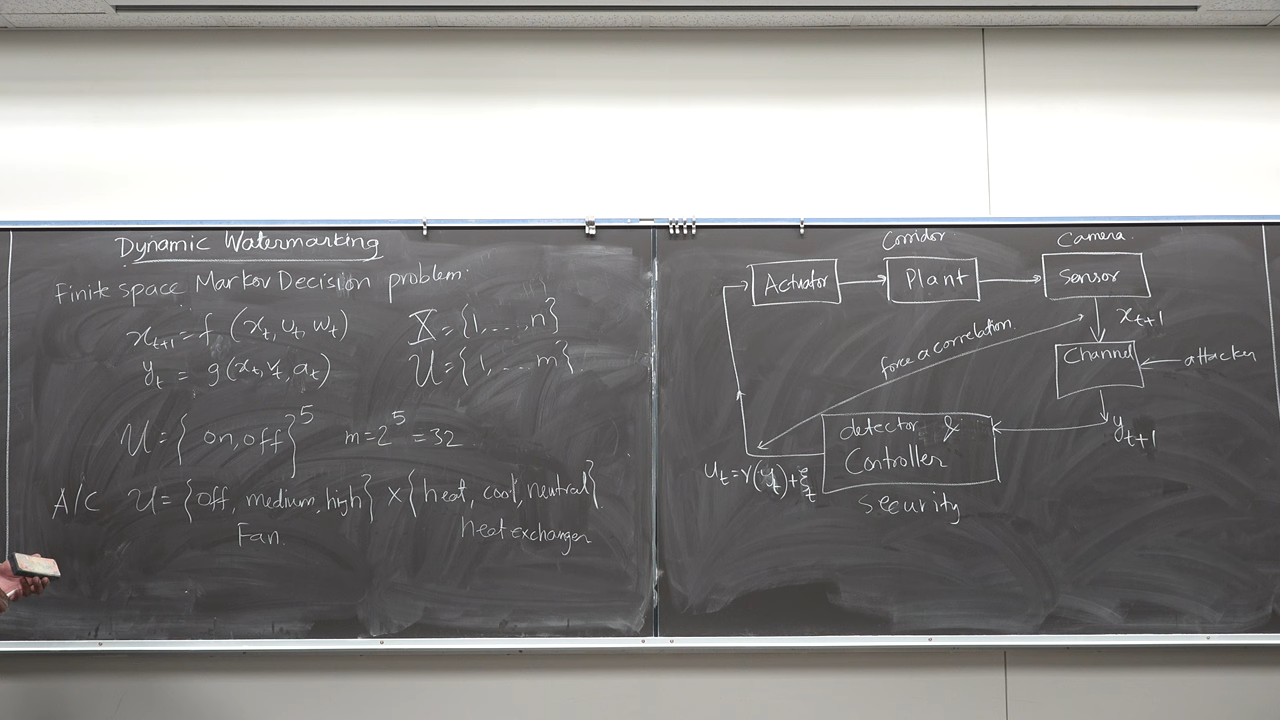 Dynamic Watermarking
Finite space Markov Decision problem.
x_{t+1} = f (x_t, u_t, w_t)
X = {1, ..., n}
y_t = g(x_t, v_t, a_t)
U = {1, ... m}
U = {on, off}^5 m = 2^5 = 32
A/C U = {off, medium, high} × {heat, cool, neutral}
Fan. heat exchanger
Corridor Camera.
Actuator Plant Sensor
x_{t+1}
force a correlation.
Channel attacker
y_{t+1}
detector &
Controller
u_t = γ(y_t) + ξ_t
security